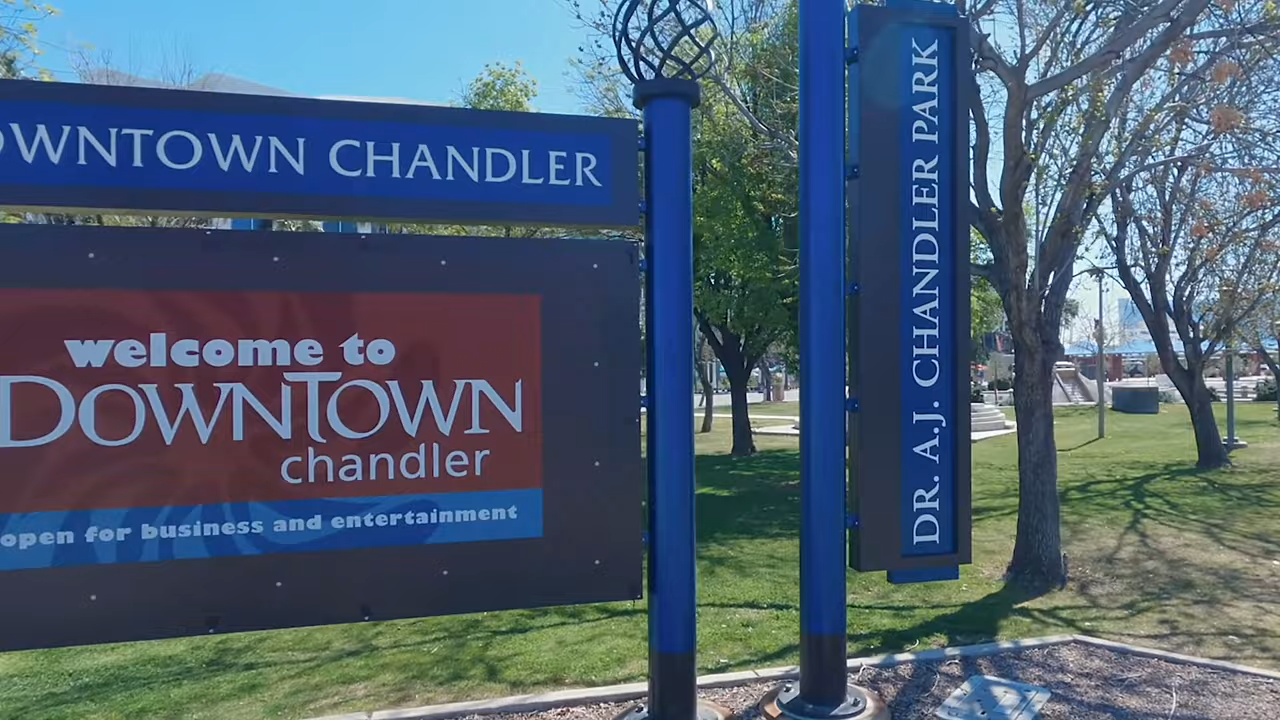 OWNTOWN CHANDLER
welcome to
DOWNTOWN
chandler
open for business and entertainment
DR. A.J. CHANDLER PARK